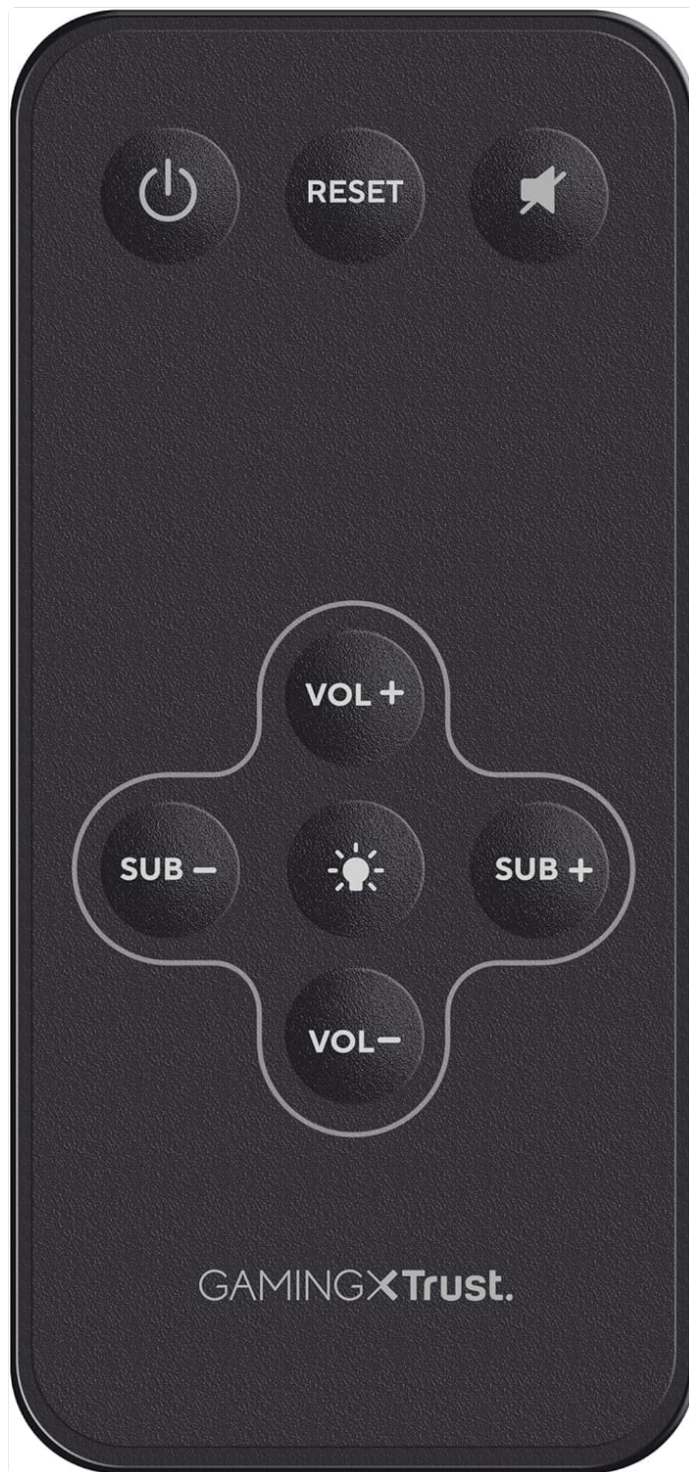 RESET
VOL +
SUB − SUB +
VOL−
GAMINGXTrust.